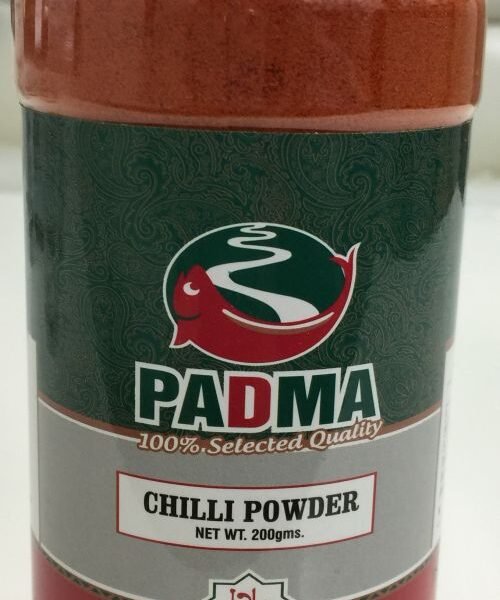 PADMA
100% Selected Quality
CHILLI POWDER
NET WT. 200gms.